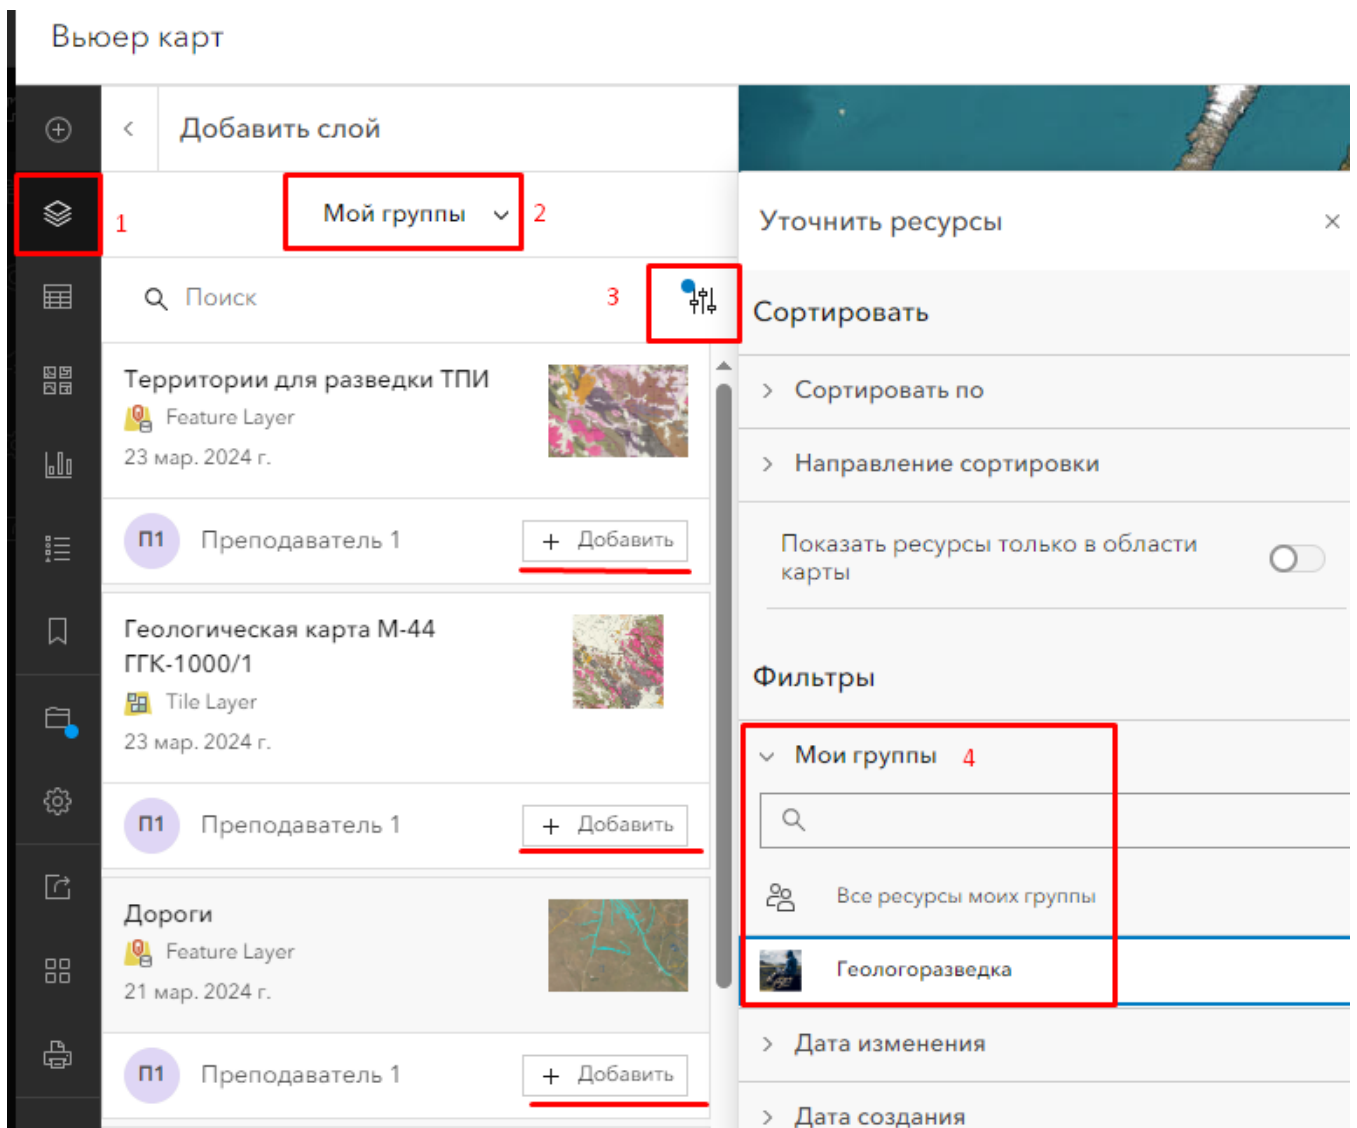 Вьюер карт
Добавить слой
1
Мой группы
2
Поиск
3
Территории для разведки ТПИ
Feature Layer
23 мар. 2024 г.
П1
Преподаватель 1
+ Добавить
Геологическая карта М-44
ГГК-1000/1
Tile Layer
23 мар. 2024 г.
П1
Преподаватель 1
+ Добавить
Дороги
Feature Layer
21 мар. 2024 г.
П1
Преподаватель 1
+ Добавить
Уточнить ресурсы
Сортировать
Сортировать по
Направление сортировки
Показать ресурсы только в области
карты
Фильтры
Мои группы
4
Все ресурсы моих группы
Геологоразведка
Дата изменения
Дата создания